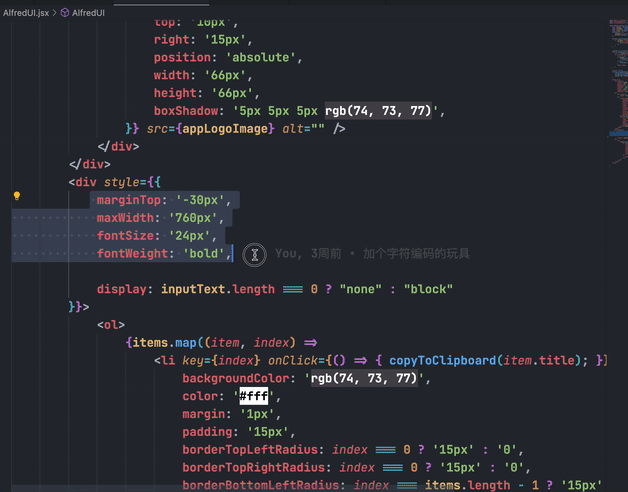 AlfredUI.jsx > AlfredUI
top: '10px',
right: '15px',
position: 'absolute',
width: '66px',
height: '66px',
boxShadow: '5px 5px 5px rgb(74, 73, 77)',
}} src={appLogoImage} alt="" />
</div>
</div>
<div style={{
marginTop: '-30px',
maxWidth: '760px',
fontSize: '24px',
fontWeight: 'bold', You, 3周前 • 加个字符编码的玩具
display: inputText.length === 0 ? "none" : "block"
}}>
<ol>
{items.map((item, index) =>
<li key={index} onClick={() => { copyToClipboard(item.title); }}
backgroundColor: 'rgb(74, 73, 77)',
color: '#fff',
margin: '1px',
padding: '15px',
borderTopLeftRadius: index === 0 ? '15px' : '0',
borderTopRightRadius: index === 0 ? '15px' : '0',
borderBottomLeftRadius: index === items.length - 1 ? '15px'